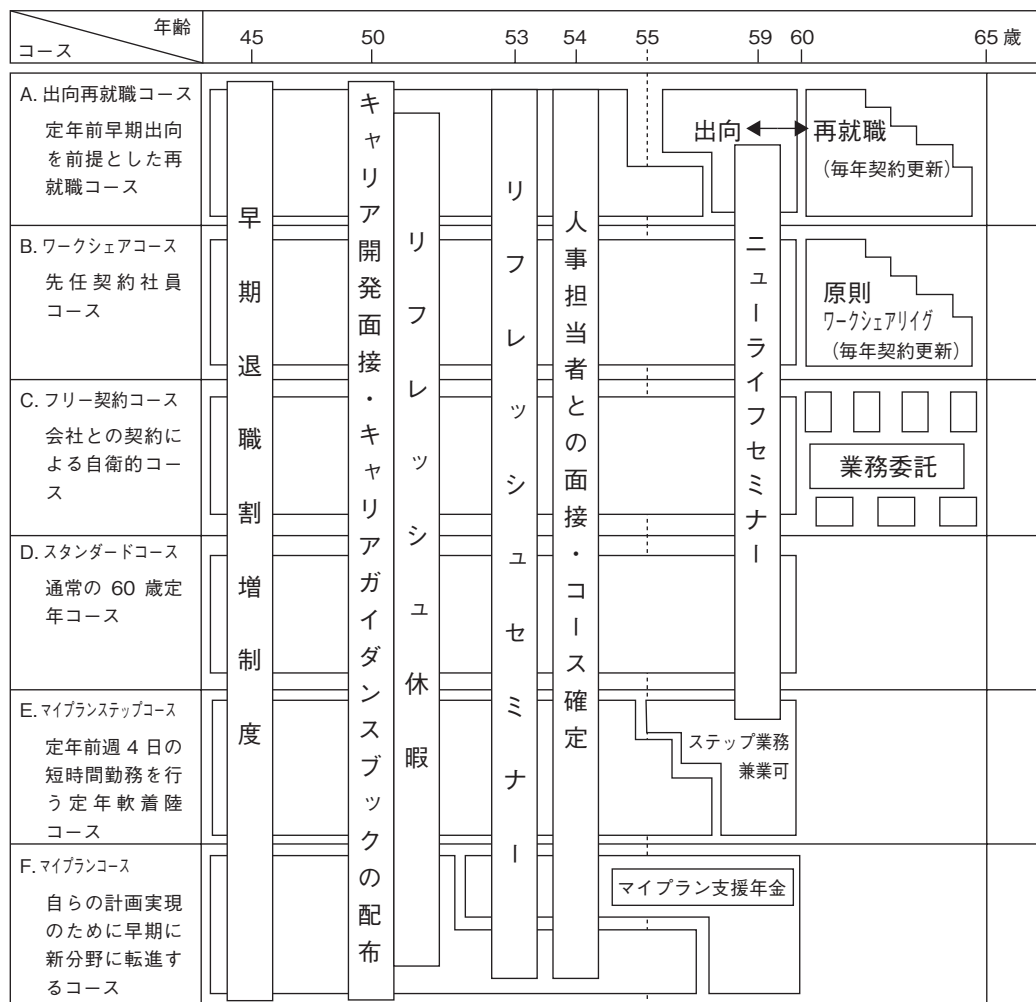 年齢
コース
45
50
53
54
55
59
60
65 歳
A. 出向再就職コース
定年前早期出向
を前提とした再
就職コース
B. ワークシェアコース
先任契約社員
コース
C. フリー契約コース
会社との契約に
よる自衛的コー
ス
D. スタンダードコース
通常の 60 歳定
年コース
E. マイプランステップコース
定年前週 4 日の
短時間勤務を行
う定年軟着陸
コース
F. マイプランコース
自らの計画実現
のために早期に
新分野に転進す
るコース
早期退職割増制度
キャリア開発面接・キャリアガイダンスブックの配布
リフレッシュ休暇
リフレッシュセミナー
人事担当者との面接・コース確定
ニューライフセミナー
出向
再就職
(毎年契約更新)
原則
ワークシェアリイグ
(毎年契約更新)
業務委託
ステップ業務
兼業可
マイプラン支援年金